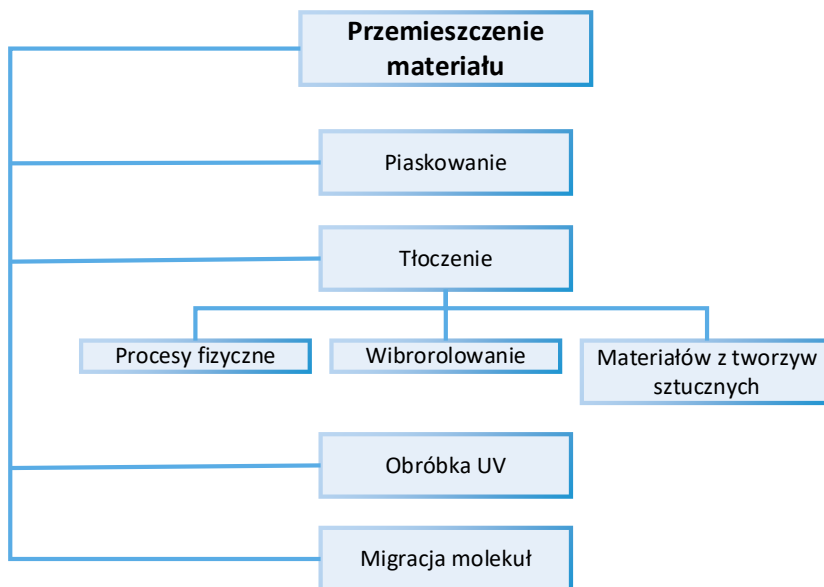 Przemieszczenie
materiału
Piaskowanie
Tłoczenie
Procesy fizyczne
Wibrorolowanie
Materiałów z tworzyw
sztucznych
Obróbka UV
Migracja molekuł